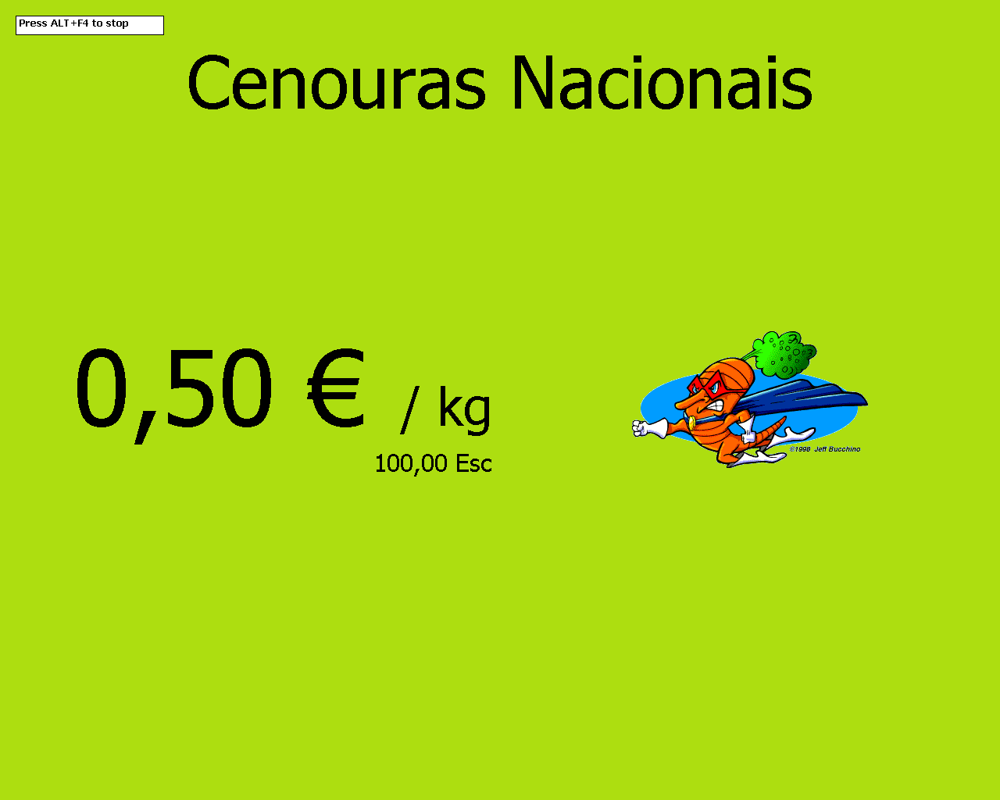 Press ALT+F4 to stop
Cenouras Nacionais
0,50 € / kg
100,00 Esc
©1998 Jeff Bucchino